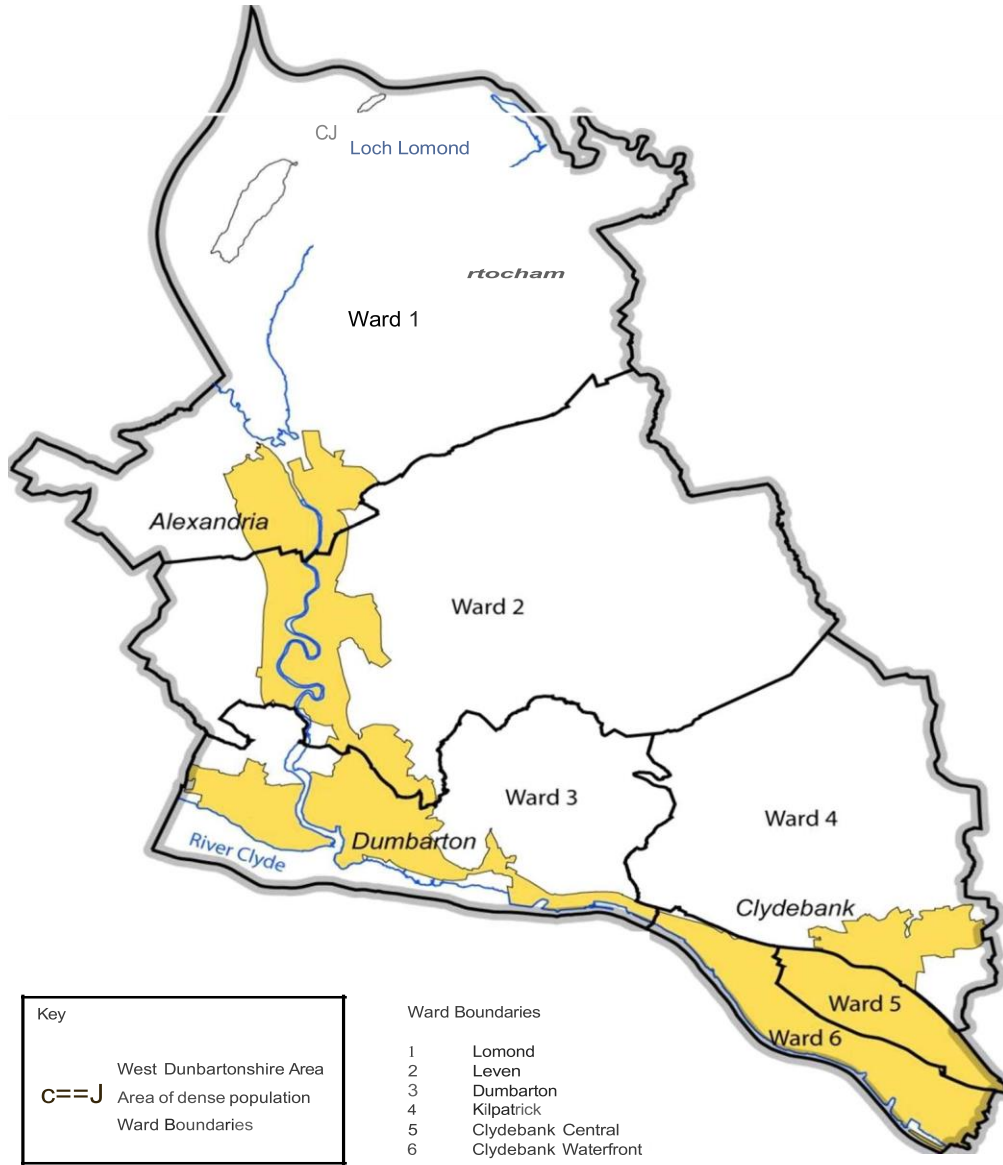 CJ
Loch Lomond
rtocham
Ward 1
Alexandria
Ward 2
Ward 3
Ward 4
Dumbarton
River Clyde
Clydebank
Ward 5
Ward 6
Key
West Dunbartonshire Area
c==J Area of dense population
Ward Boundaries
Ward Boundaries
1 Lomond
2 Leven
3 Dumbarton
4 Kilpatrick
5 Clydebank Central
6 Clydebank Waterfront